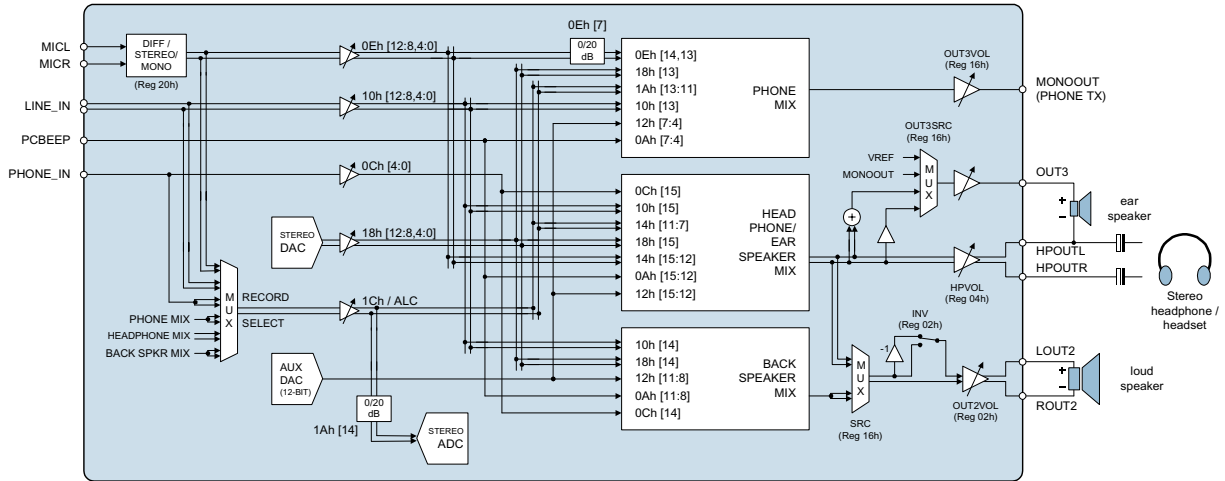 MICL
MICR
LINE_IN
PCBEEP
PHONE_IN
DIFF /
STEREO/
MONO
(Reg 20h)
0Eh [12:8,4:0]
10h [12:8,4:0]
0Ch [4:0]
STEREO
DAC
18h [12:8,4:0]
M
U
X
RECORD
SELECT
PHONE MIX
HEADPHONE MIX
BACK SPKR MIX
1Ch / ALC
AUX
DAC
(12-BIT)
0/20
dB
1Ah [14]
STEREO
ADC
0Eh [7]
0/20
dB
0Eh [14,13]
18h [13]
1Ah [13:11]
10h [13]
12h [7:4]
0Ah [7:4]
PHONE
MIX
0Ch [15]
10h [15]
14h [11:7]
18h [15]
14h [15:12]
0Ah [15:12]
12h [15:12]
HEAD
PHONE/
EAR
SPEAKER
MIX
10h [14]
18h [14]
12h [11:8]
0Ah [11:8]
0Ch [14]
BACK
SPEAKER
MIX
OUT3VOL
(Reg 16h)
MONOOUT
(PHONE TX)
OUT3SRC
(Reg 16h)
VREF
MONOOUT
M
U
X
+
OUT3
+
−
ear
speaker
HPOUTL
HPOUTR
HPVOL
(Reg 04h)
Stereo
headphone /
headset
INV
(Reg 02h)
-1
M
U
X
SRC
(Reg 16h)
OUT2VOL
(Reg 02h)
LOUT2
+
−
ROUT2
loud
speaker